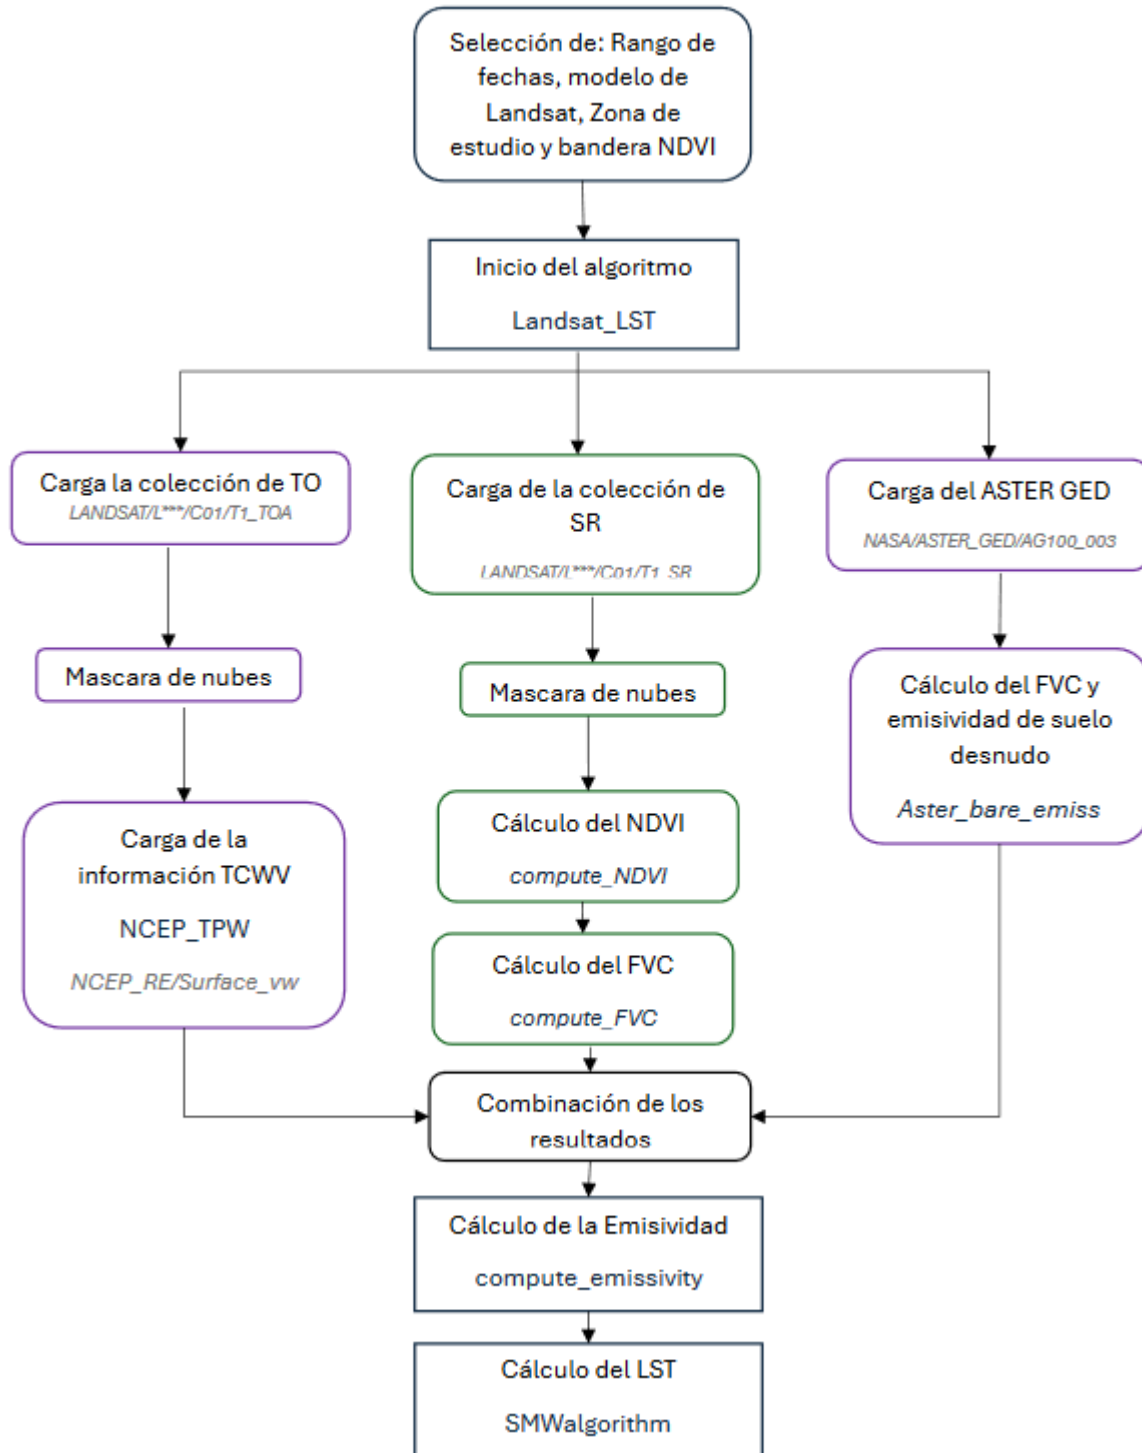 Selección de: Rango de
fechas, modelo de
Landsat, Zona de
estudio y bandera NDVI
Inicio del algoritmo
Landsat_LST
Carga la colección de TO
LANDSAT/L***/C01/T1_TOA
Mascara de nubes
Carga de la
información TCWV
NCEP_TPW
NCEP_RE/Surface_vw
Carga de la colección de
SR
LANDSAT/L***/C01/T1_SR
Mascara de nubes
Cálculo del NDVI
compute_NDVI
Cálculo del FVC
compute_FVC
Carga del ASTER GED
NASA/ASTER_GED/AG100_003
Cálculo del FVC y
emisividad de suelo
desnudo
Aster_bare_emiss
Combinación de los
resultados
Cálculo de la Emisividad
compute_emissivity
Cálculo del LST
SMWalgorithm